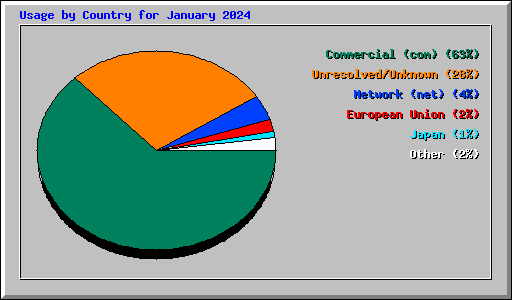 Usage by Country for January 2024
Commercial (com) (63%)
Unresolved/Unknown (28%)
Network (net) (4%)
European Union (2%)
Japan (1%)
Other (2%)